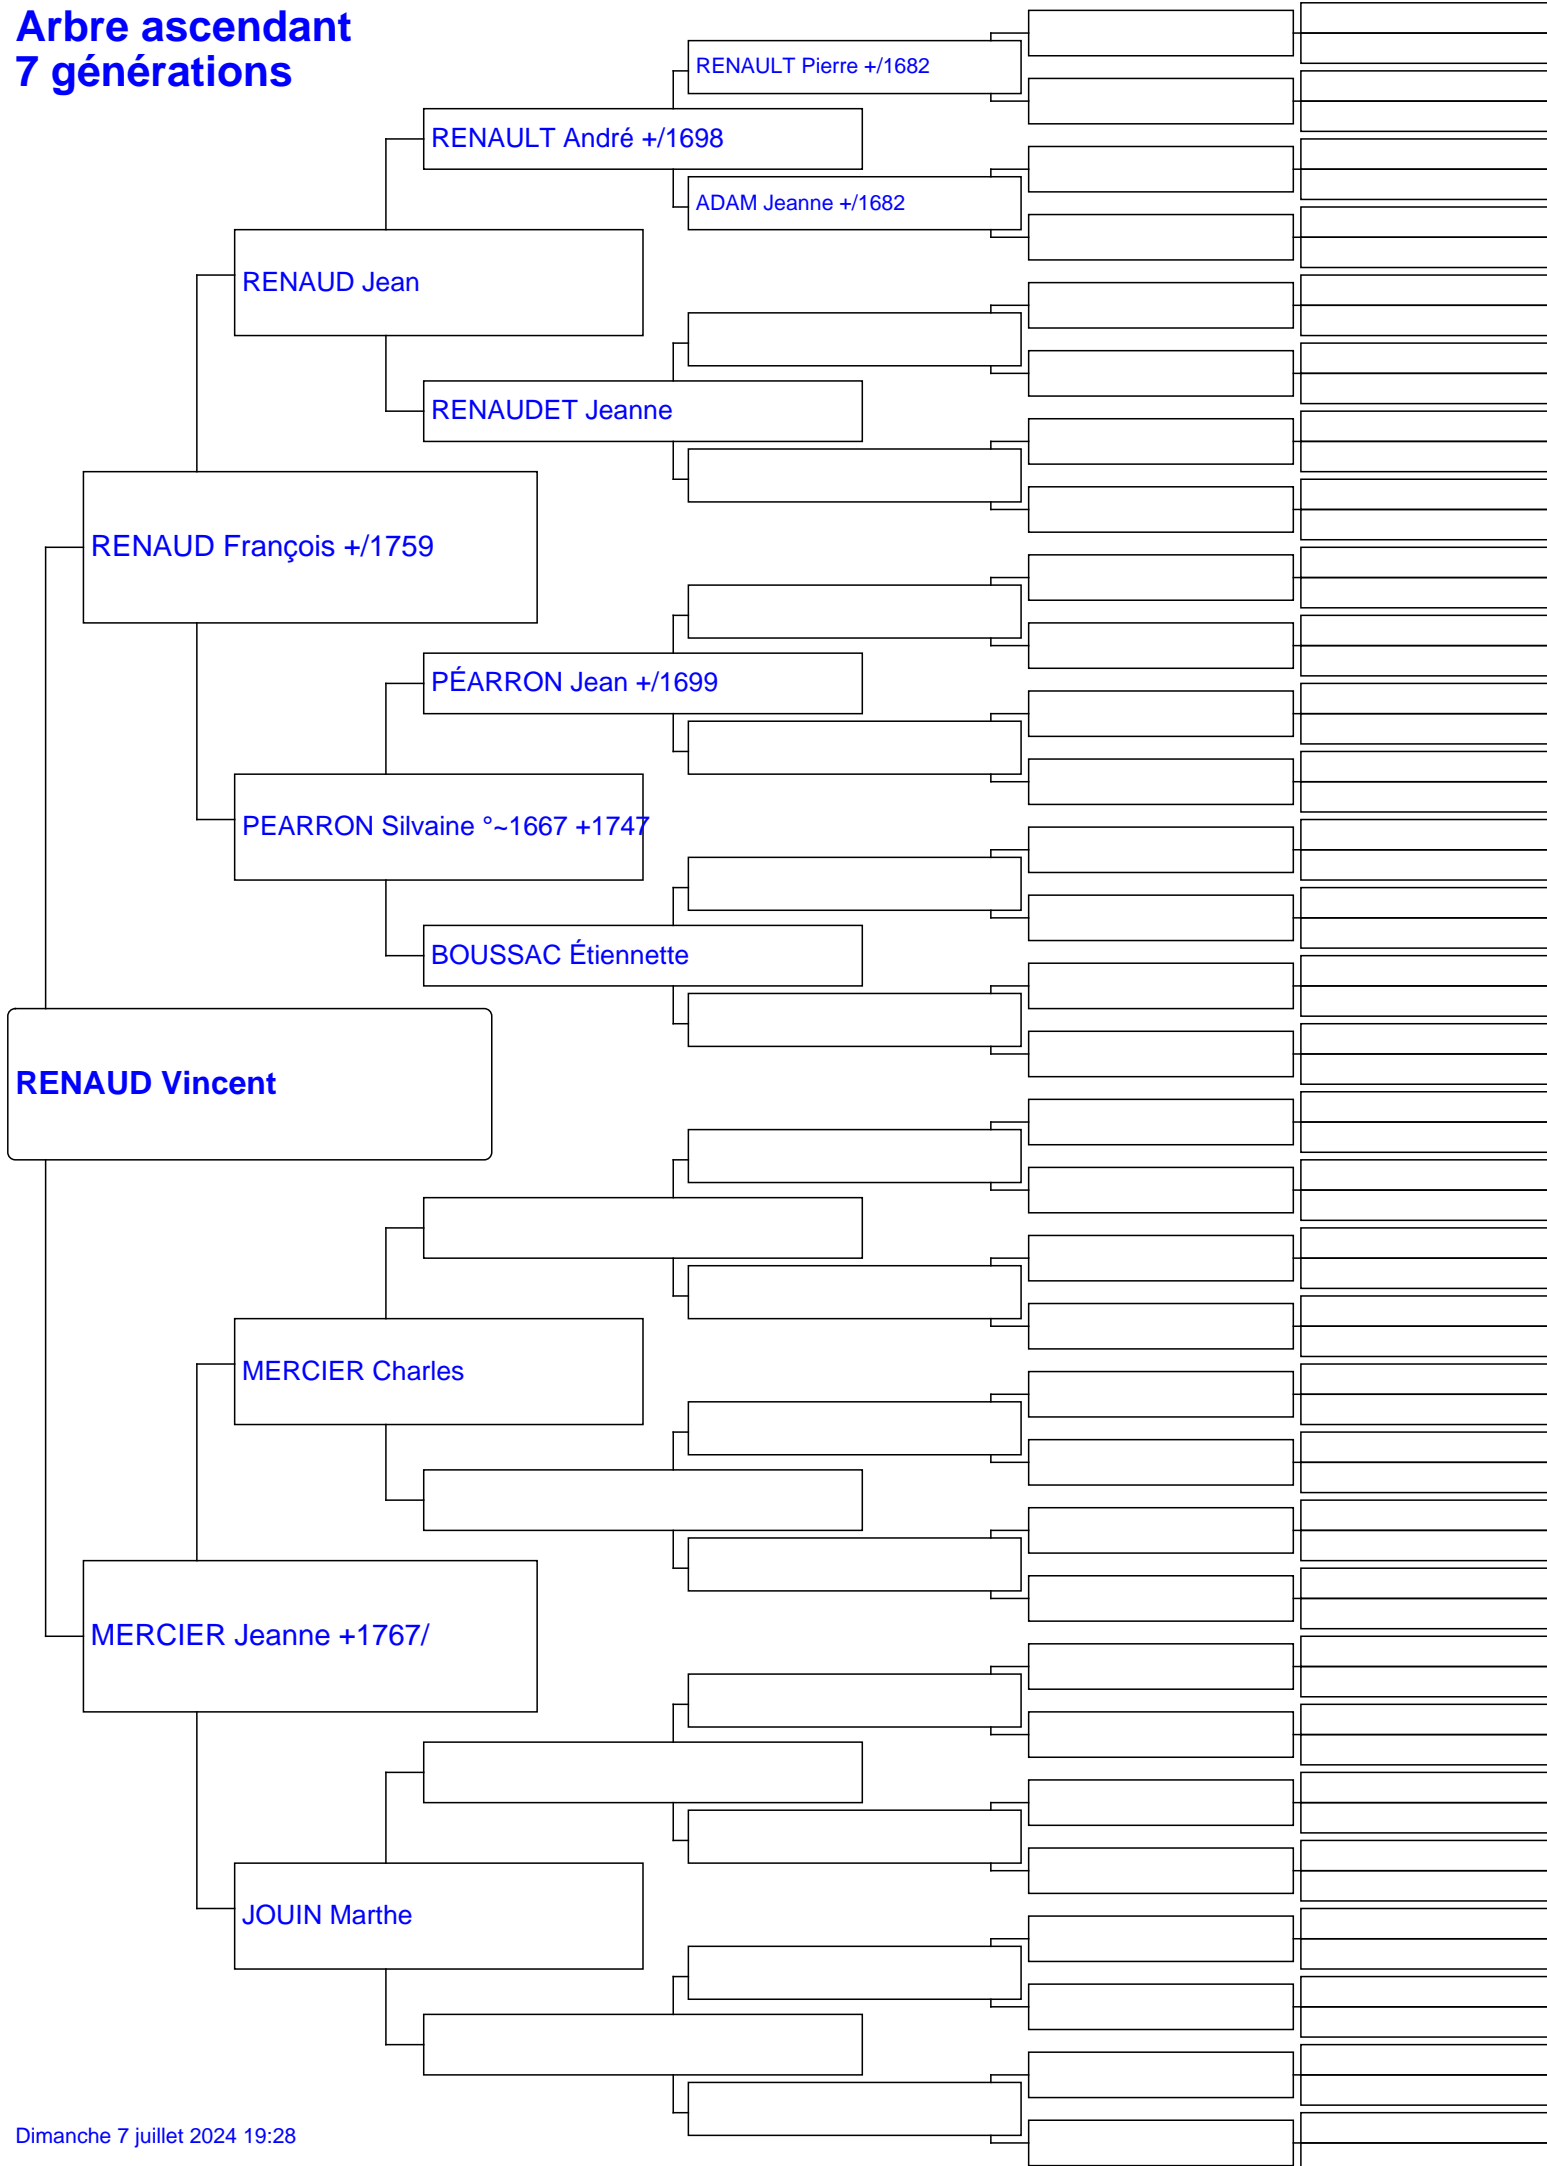 Arbre ascendant
7 générations
RENAULT Pierre +/1682
RENAULT André +/1698
ADAM Jeanne +/1682
RENAUD Jean
RENAUDET Jeanne
RENAUD François +/1759
PÉARRON Jean +/1699
PEARRON Silvaine °~1667 +1747
BOUSSAC Étiennette
RENAUD Vincent
MERCIER Charles
MERCIER Jeanne +1767/
JOUIN Marthe
Dimanche 7 juillet 2024 19:28